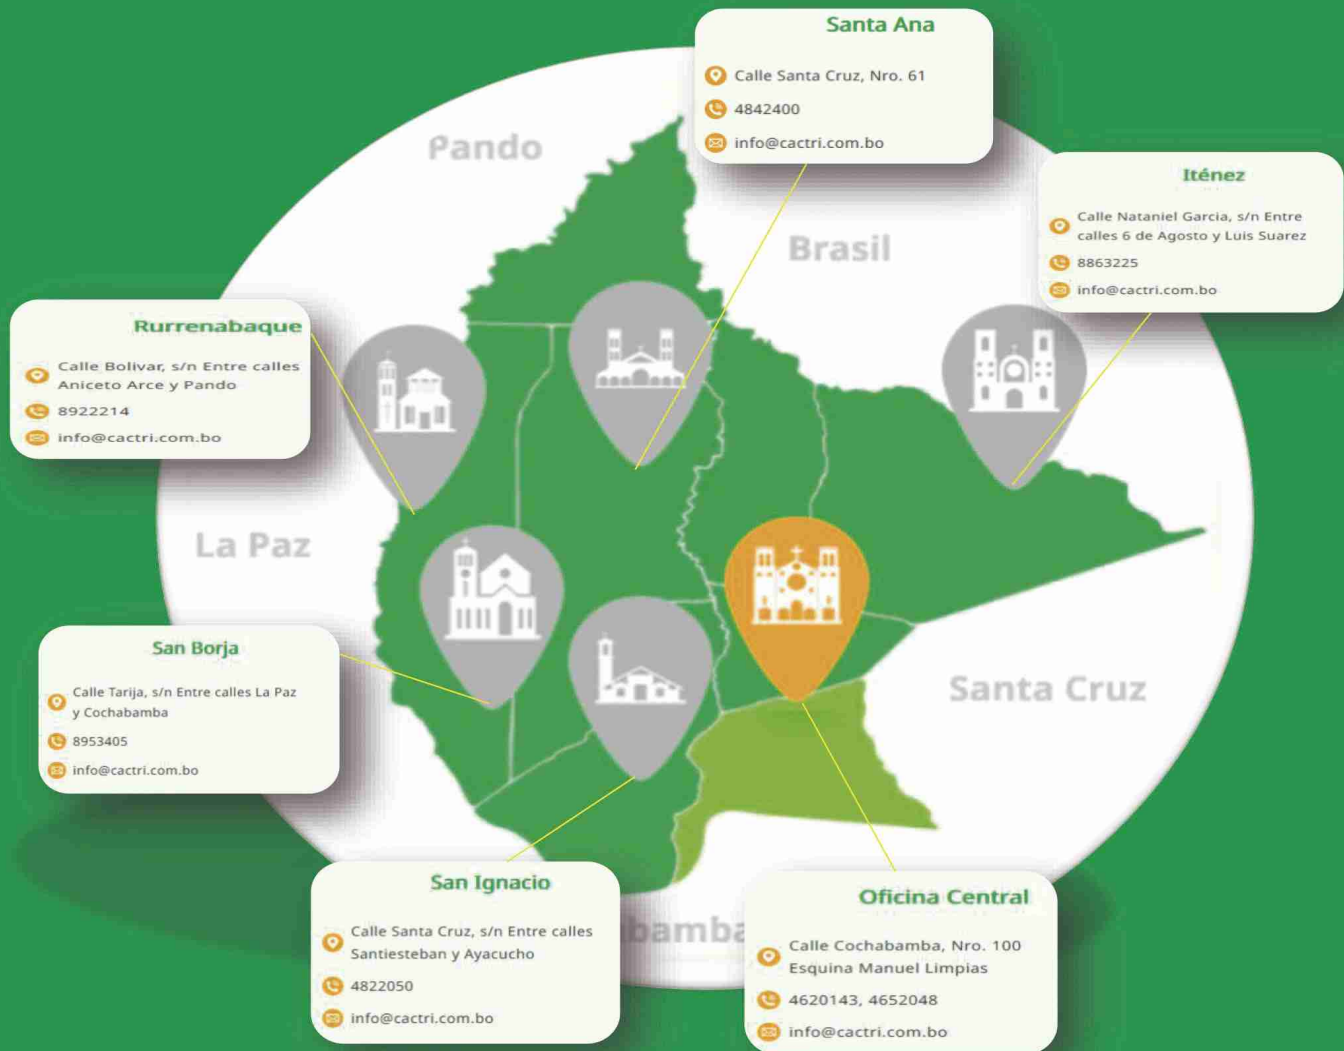 Santa Ana
Calle Santa Cruz, Nro. 61
4842400
info@cactri.com.bo
Pando
Brasil
Iténez
Calle Nataniel Garcia, s/n Entre
calles 6 de Agosto y Luis Suarez
8863225
info@cactri.com.bo
Rurrenabaque
Calle Bolivar, s/n Entre calles
Aniceto Arce y Pando
8922214
info@cactri.com.bo
La Paz
San Borja
Calle Tarija, s/n Entre calles La Paz
y Cochabamba
8953405
info@cactri.com.bo
Santa Cruz
San Ignacio
Calle Santa Cruz, s/n Entre calles
Santiesteban y Ayacucho
4822050
info@cactri.com.bo
Oficina Central
Calle Cochabamba, Nro. 100
Esquina Manuel Limpias
4620143, 4652048
info@cactri.com.bo